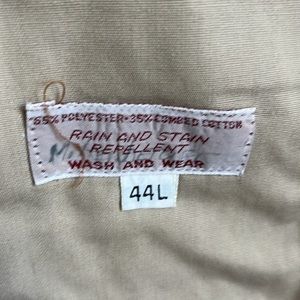 65% POLYESTER • 35% COMBED COTTON
RAIN AND STAIN
REPELLENT
WASH AND WEAR
44L